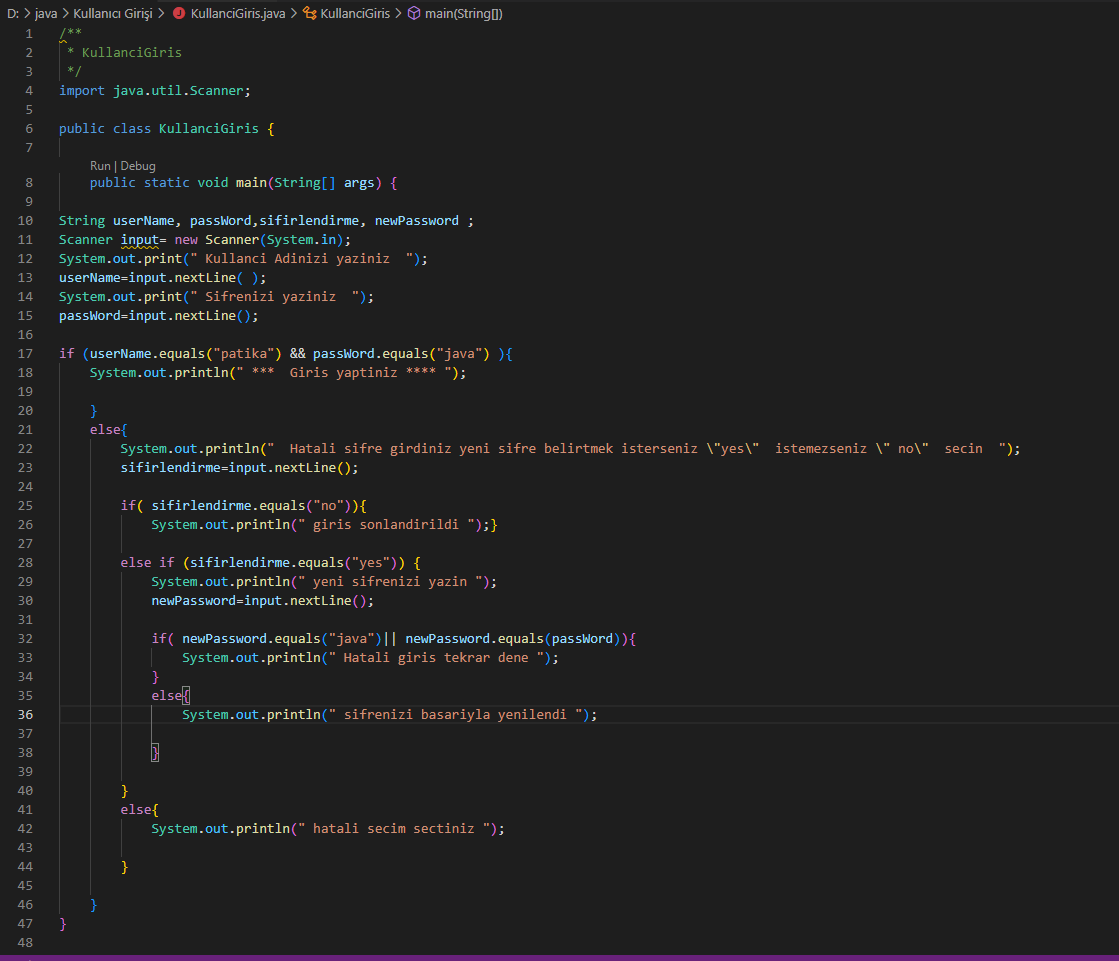 D: > java > Kullanıcı Girişi > J KullanciGiris.java > KullanciGiris > main(String[])
1 /**
2 * KullanciGiris
3 */
4 import java.util.Scanner;
5
6 public class KullanciGiris {
7
Run | Debug
8 public static void main(String[] args) {
9
10 String userName, passWord,sifirlendirme, newPassword ;
11 Scanner input= new Scanner(System.in);
12 System.out.print(" Kullanci Adinizi yaziniz  ");
13 userName=input.nextLine( );
14 System.out.print(" Sifrenizi yaziniz  ");
15 passWord=input.nextLine();
16
17 if (userName.equals("patika") && passWord.equals("java") ){
18 System.out.println(" ***  Giris yaptiniz **** ");
19
20 }
21 else{
22 System.out.println("  Hatali sifre girdiniz yeni sifre belirtmek isterseniz \"yes\"  istemezseniz \" no\"  secin  ");
23 sifirlendirme=input.nextLine();
24
25 if( sifirlendirme.equals("no")){
26 System.out.println(" giris sonlandirildi ");}
27
28 else if (sifirlendirme.equals("yes")) {
29 System.out.println(" yeni sifrenizi yazin ");
30 newPassword=input.nextLine();
31
32 if( newPassword.equals("java")|| newPassword.equals(passWord)){
33 System.out.println(" Hatali giris tekrar dene ");
34 }
35 else{
36 System.out.println(" sifrenizi basariyla yenilendi ");
37
38 }
39
40 }
41 else{
42 System.out.println(" hatali secim sectiniz ");
43
44 }
45
46 }
47 }
48